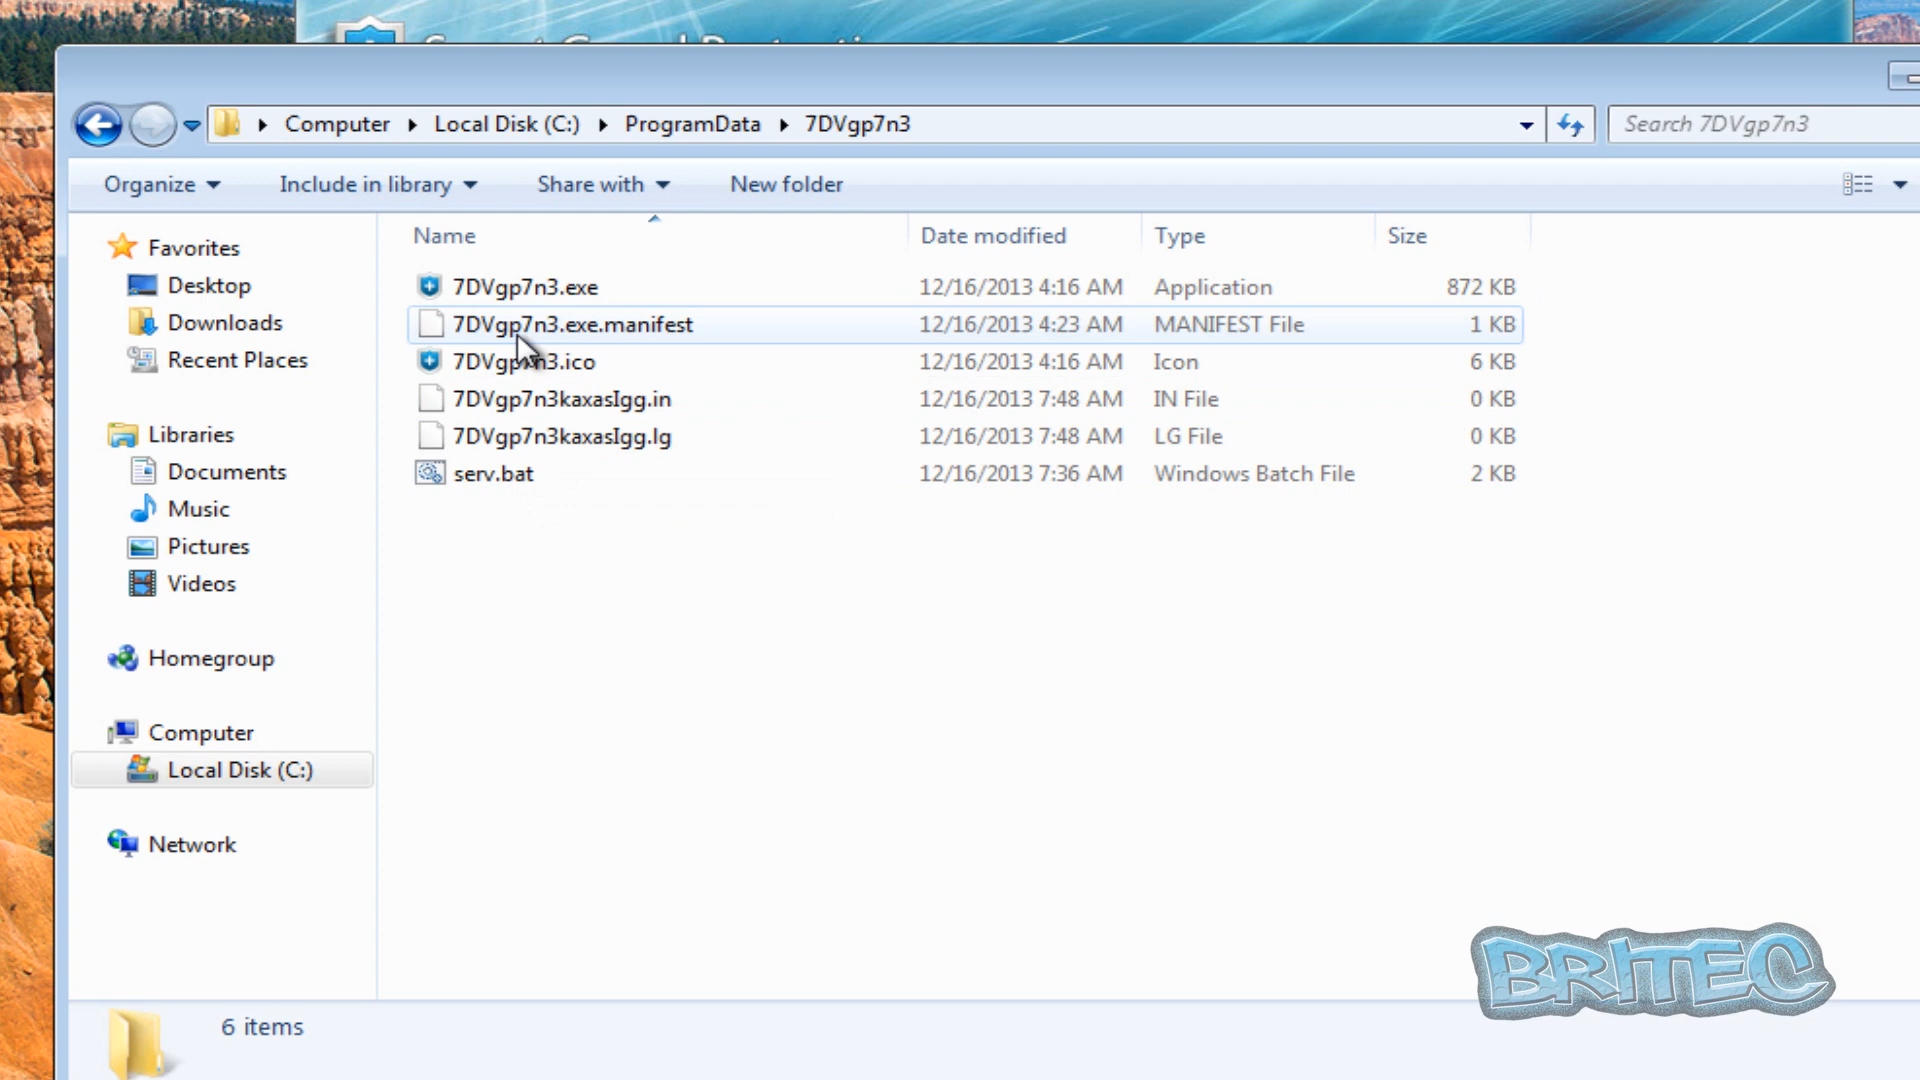 Computer ▸ Local Disk (C:) ▸ ProgramData ▸ 7DVgp7n3
Search 7DVgp7n3
Organize Include in library Share with New folder
Name Date modified Type Size
7DVgp7n3.exe 12/16/2013 4:16 AM Application 872 KB
7DVgp7n3.exe.manifest 12/16/2013 4:23 AM MANIFEST File 1 KB
7DVgp7n3.ico 12/16/2013 4:16 AM Icon 6 KB
7DVgp7n3kaxasIgg.in 12/16/2013 7:48 AM IN File 0 KB
7DVgp7n3kaxasIgg.lg 12/16/2013 7:48 AM LG File 0 KB
serv.bat 12/16/2013 7:36 AM Windows Batch File 2 KB
Favorites
Desktop
Downloads
Recent Places
Libraries
Documents
Music
Pictures
Videos
Homegroup
Computer
Local Disk (C:)
Network
6 items
BRITEC